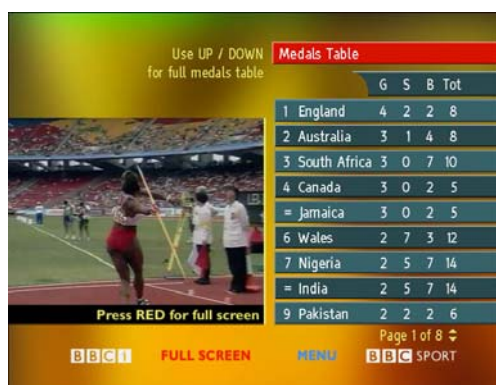 Use UP / DOWN
for full medals table
Medals Table
G S B Tot
1 England 4 2 2 8
2 Australia 3 1 4 8
3 South Africa 3 0 7 10
4 Canada 3 0 2 5
= Jamaica 3 0 2 5
6 Wales 2 7 3 12
7 Nigeria 2 5 7 14
= India 2 5 7 14
9 Pakistan 2 2 2 6
Press RED for full screen
Page 1 of 8
BBC 1 FULL SCREEN MENU BBC SPORT